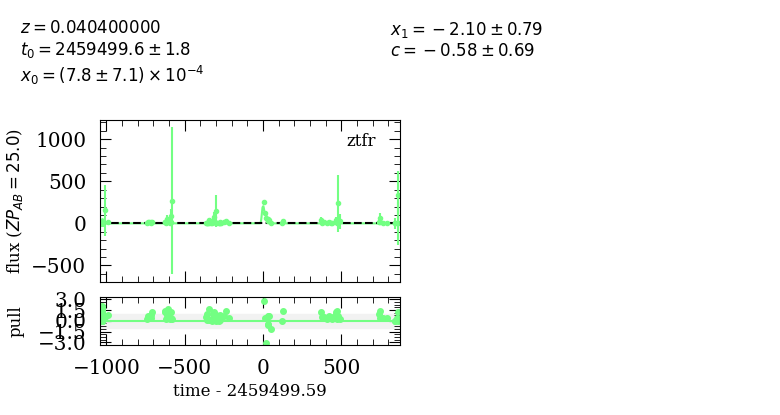 z = 0.040400000
t₀ = 2459499.6 ± 1.8
x₀ = (7.8 ± 7.1) × 10⁻⁴
x₁ = −2.10 ± 0.79
c = −0.58 ± 0.69
ztfr
flux (ZP_AB = 25.0)
1000
500
0
−500
pull
3.0
1.5
0.0
−1.5
−3.0
−1000 −500 0 500
time - 2459499.59